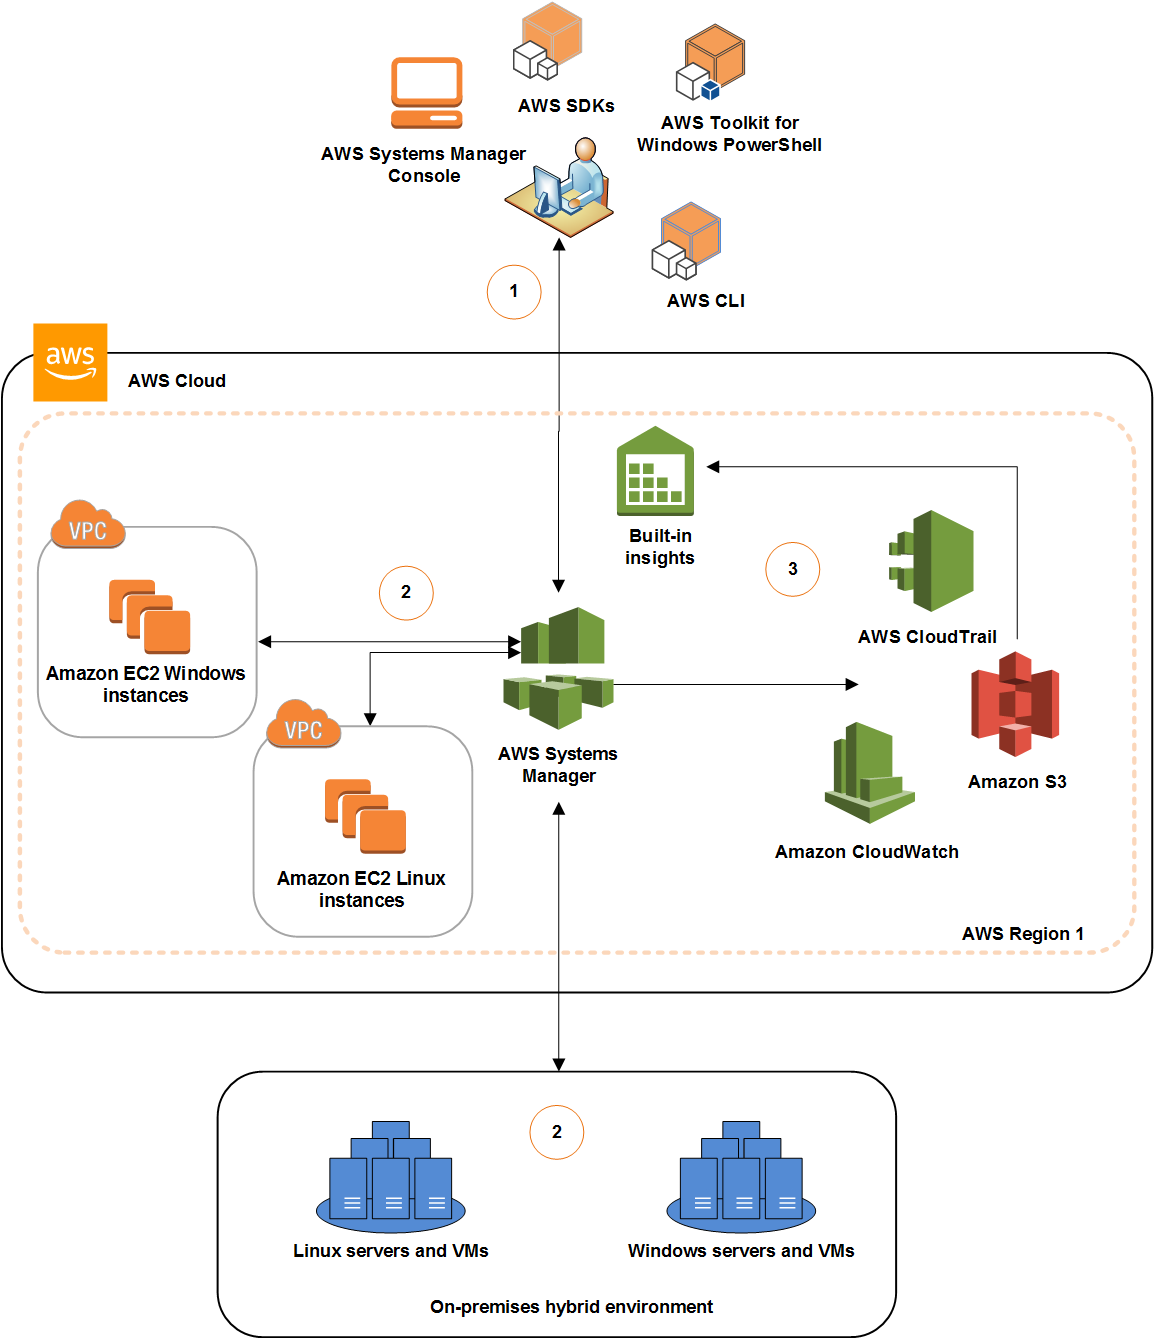 AWS SDKs
AWS Toolkit for
Windows PowerShell
AWS Systems Manager
Console
AWS CLI
1
aws
AWS Cloud
VPC
Amazon EC2 Windows
instances
2
VPC
Amazon EC2 Linux
instances
AWS Systems
Manager
Built-in
insights
3
AWS CloudTrail
Amazon S3
Amazon CloudWatch
AWS Region 1
2
Linux servers and VMs
Windows servers and VMs
On-premises hybrid environment